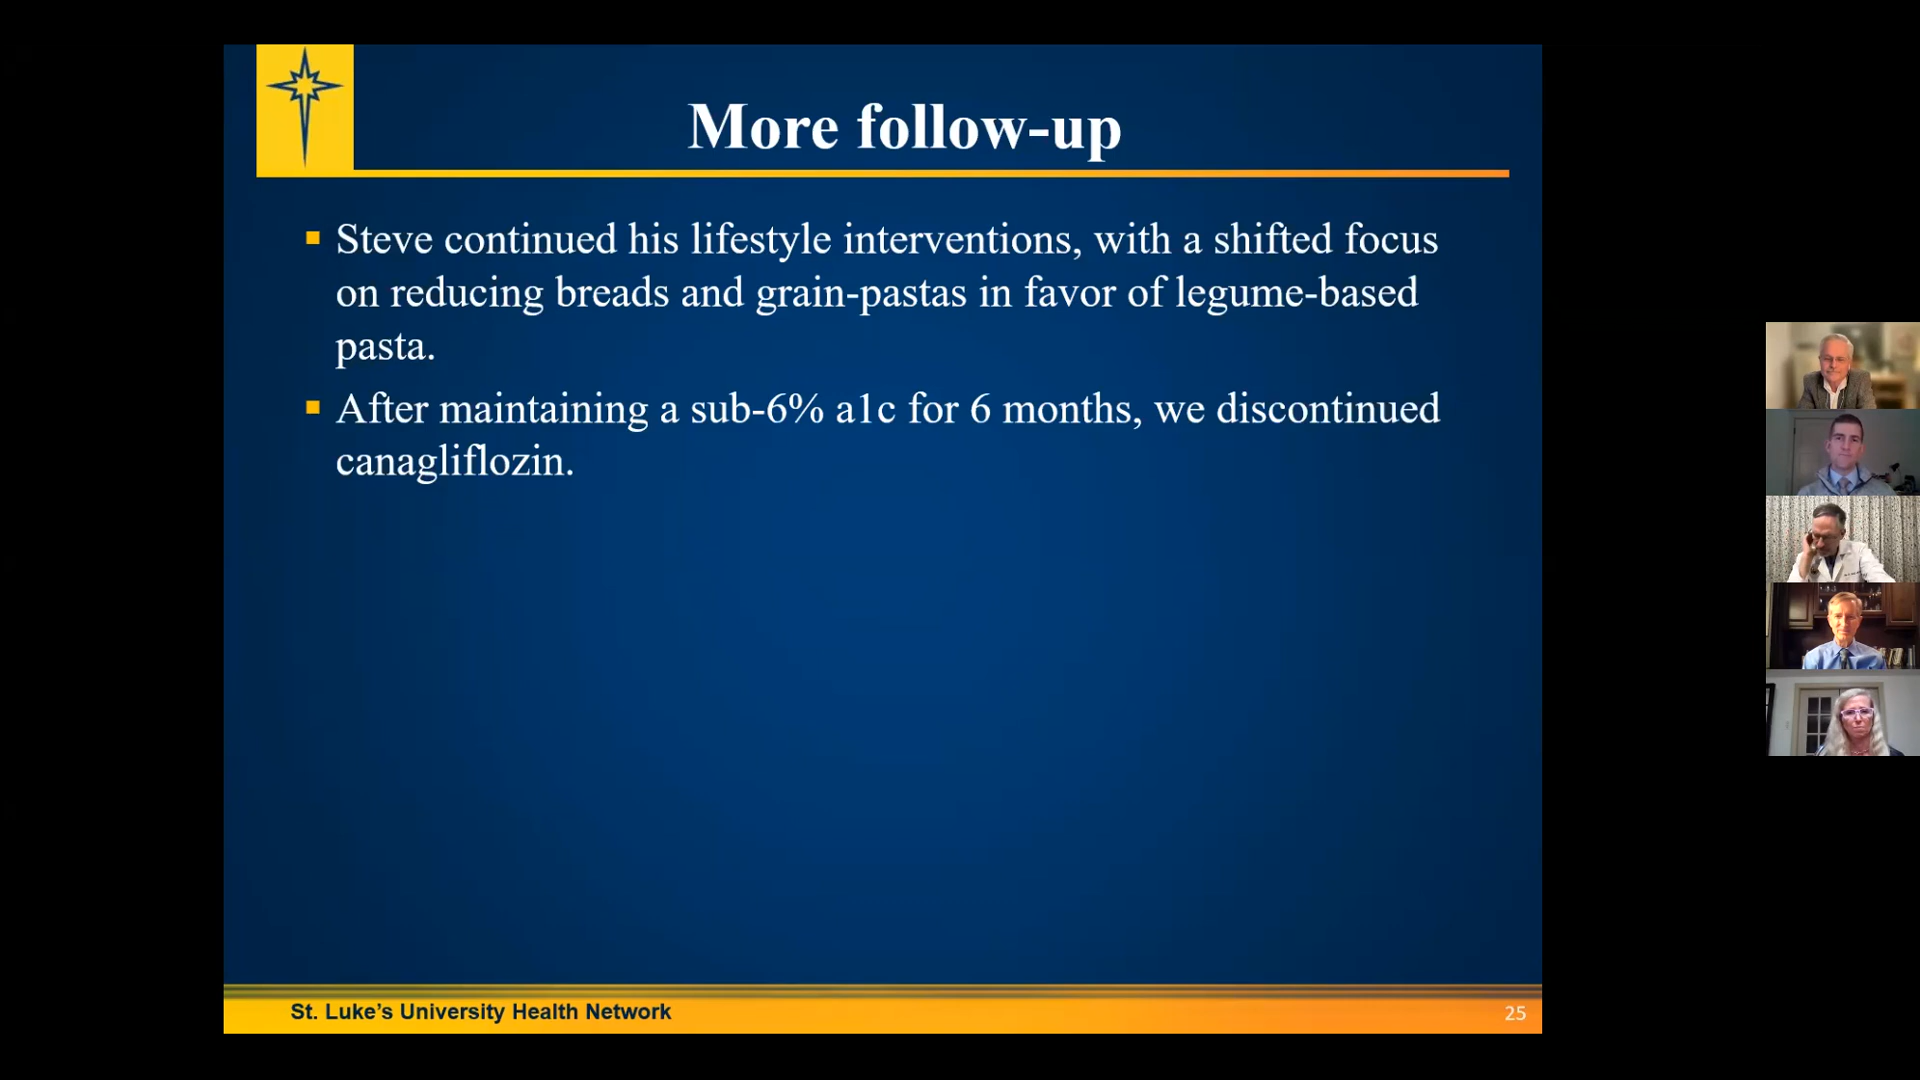 More follow-up
Steve continued his lifestyle interventions, with a shifted focus
on reducing breads and grain-pastas in favor of legume-based
pasta.
After maintaining a sub-6% a1c for 6 months, we discontinued
canagliflozin.
St. Luke’s University Health Network
25